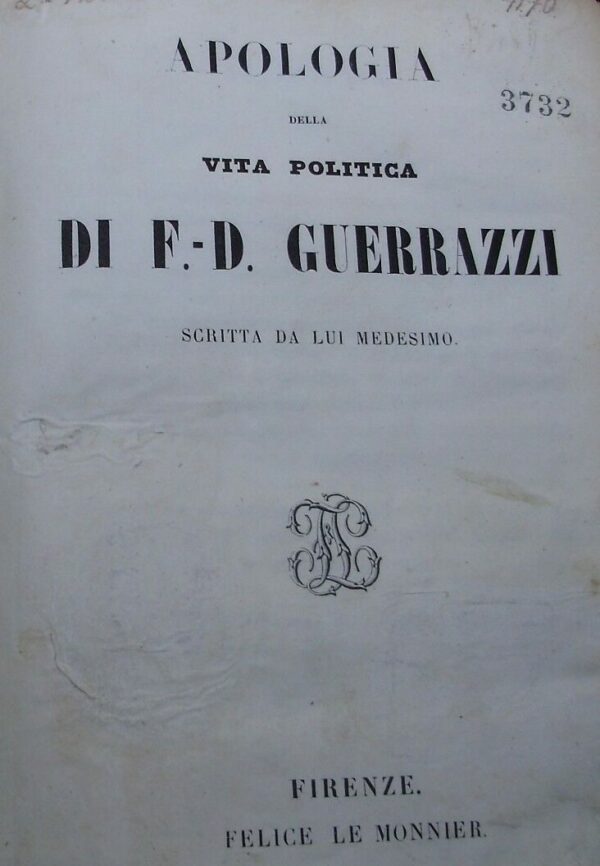 APOLOGIA
3732
DELLA
VITA POLITICA
DI F.-D. GUERRAZZI
SCRITTA DA LUI MEDESIMO.
FIRENZE.
FELICE LE MONNIER.